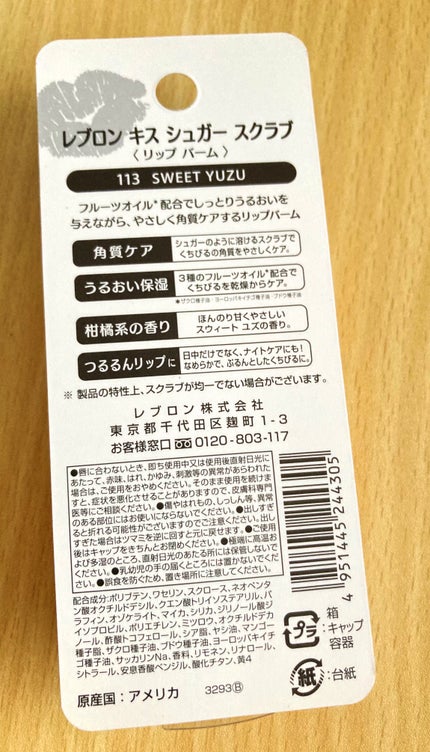 レブロン キス シュガー スクラブ
〈 リップ バーム 〉
113 SWEET YUZU
フルーツオイル*配合でしっとりうるおいを
与えながら、やさしく角質ケアするリップバーム
角質ケア
シュガーのように溶けるスクラブで
くちびるの角質をやさしくケア。
うるおい保湿
3種のフルーツオイル*配合で
くちびるを乾燥からケア。
*ザクロ種子油・ヨーロッパキイチゴ種子油・ブドウ種子油
柑橘系の香り
ほんのり甘くやさしい
スウィート ユズの香り。
つるるんリップに
日中だけでなく、ナイトケアにも!
なめらかで、ぷるんとしたくちびるに。
※ 製品の特性上、スクラブが均一でない場合がございます。
レブロン株式会社
東京都千代田区麹町1-3
お客様窓口 0120-803-117
●唇に合わないとき、即ち使用中又は使用後直射日光に
あたって、赤味、はれ、かゆみ、刺激等の異常があらわれた
場合は、ご使用をおやめください。そのまま使用を続けま
すと、症状を悪化させることがありますので、皮膚科専門
医等にご相談ください。●傷やはれもの、しっしん等、異常
のある部位にはお使いにならないでください。●出しすぎ
ると折れる可能性がございますのでご注意ください。出し
すぎた場合はツマミを逆に回すと元に戻せます。●ご使用
後はキャップをきちんとお閉めください。●極端に高温お
よび多湿のところ、直射日光のあたる所には保管しないで
ください。●乳幼児の手の届くところには置かないでくだ
さい。●誤食を防ぐため、置き場所に注意してください。
配合成分:ポリブテン、ワセリン、スクロース、ネオペンタ
ン酸オクチルドデシル、クエン酸トリイソステアリル、パ
ラフィン、オゾケライト、マイカ、シリカ、ジリノール酸ジ
イソプロピル、ポリエチレン、ミツロウ、オクチルドデカ
ノール、酢酸トコフェロール、シア脂、ヤシ油、マンゴー
種子脂、ザクロ種子油、ブドウ種子油、ヨーロッパキイチ
ゴ種子油、サッカリンNa、香料、リモネン、リナロール、
シトラール、安息香酸ベンジル、酸化チタン、黄4
原産国:アメリカ
3293Ⓑ
4951445244305
プラ
箱
:キャップ
容器
紙
:台紙